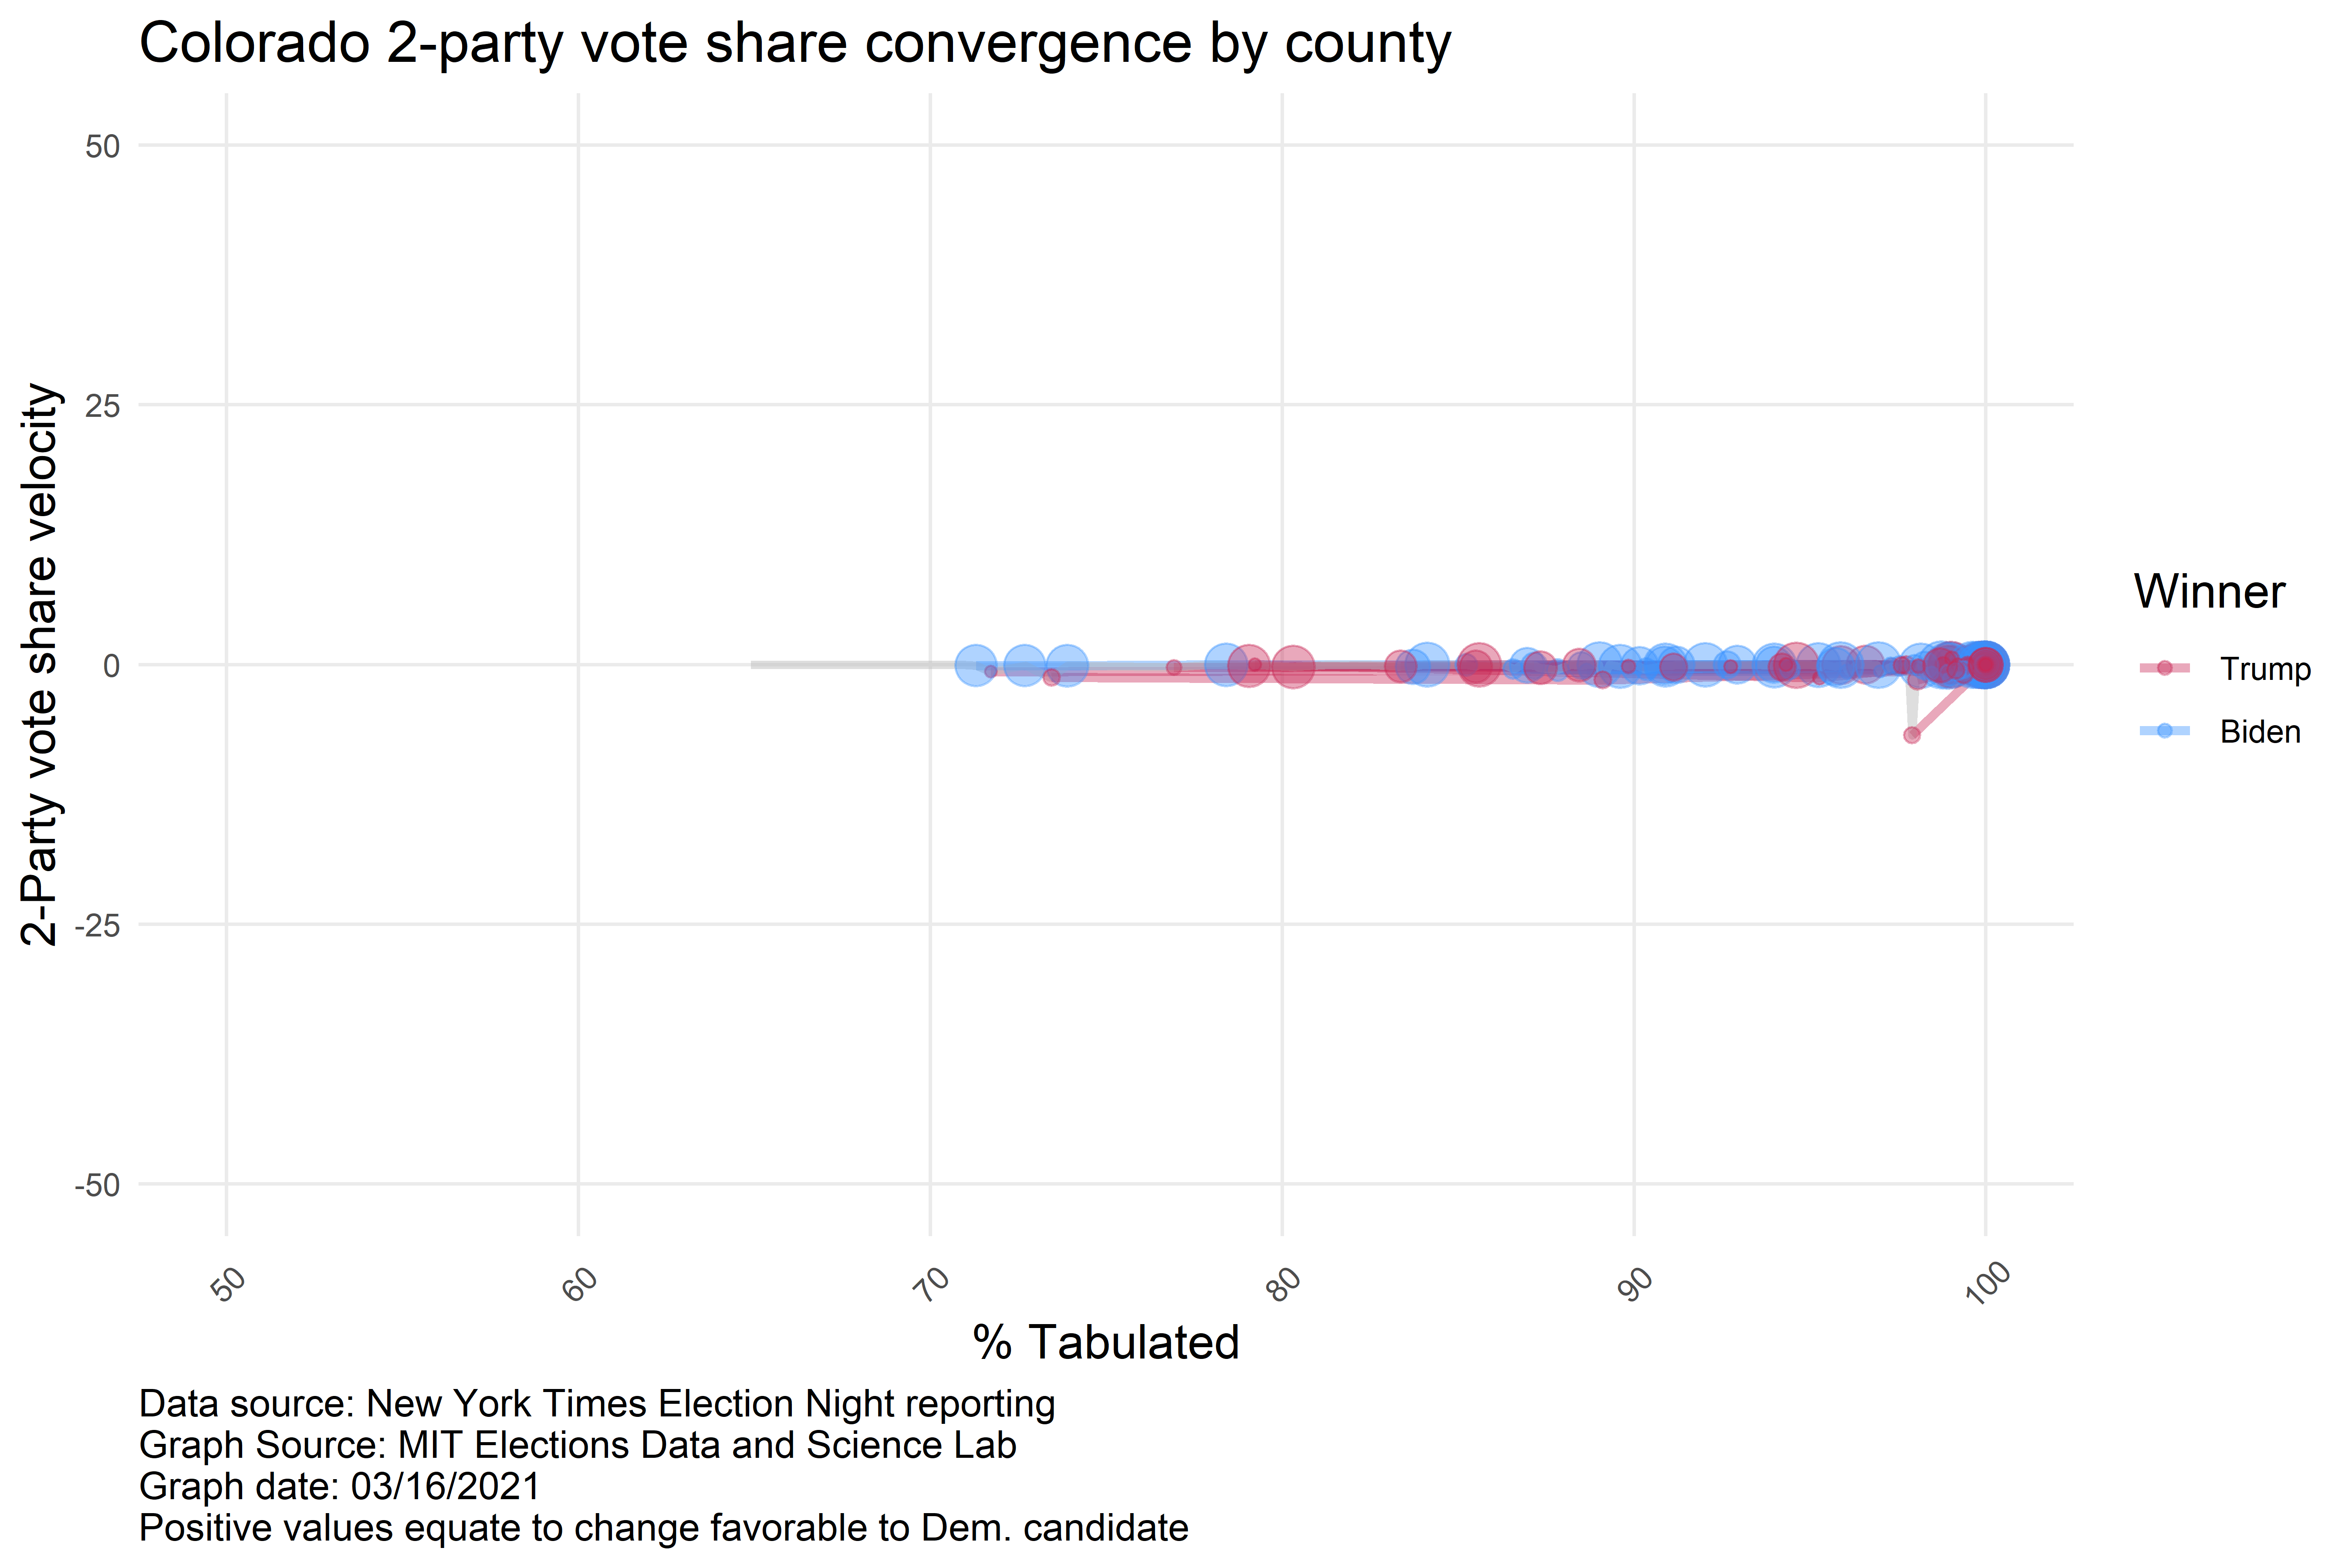 Colorado 2-party vote share convergence by county
50
25
0
-25
-50
2-Party vote share velocity
50
60
70
80
90
100
% Tabulated
Winner
Trump
Biden
Data source: New York Times Election Night reporting
Graph Source: MIT Elections Data and Science Lab
Graph date: 03/16/2021
Positive values equate to change favorable to Dem. candidate